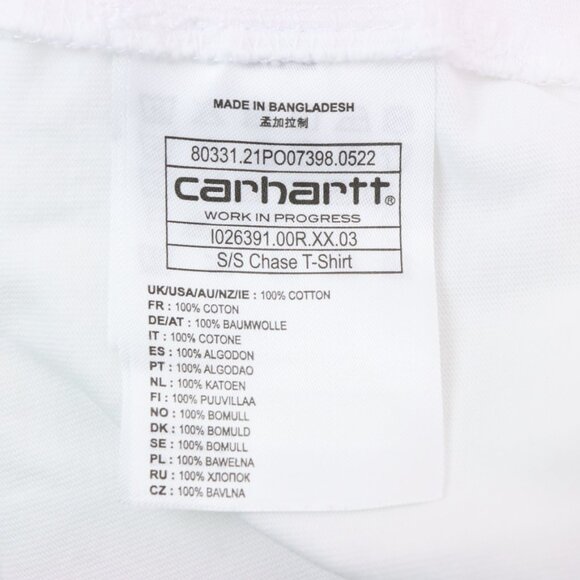 MADE IN BANGLADESH
孟加拉制
80331.21PO07398.0522
carhartt®
WORK IN PROGRESS
I026391.00R.XX.03
S/S Chase T-Shirt
UK/USA/AU/NZ/IE : 100% COTTON
FR : 100% COTON
DE/AT : 100% BAUMWOLLE
IT : 100% COTONE
ES : 100% ALGODON
PT : 100% ALGODAO
NL : 100% KATOEN
FI : 100% PUUVILLAA
NO : 100% BOMULL
DK : 100% BOMULD
SE : 100% BOMULL
PL : 100% BAWEŁNA
RU : 100% ХЛОПОК
CZ : 100% BAVLNA